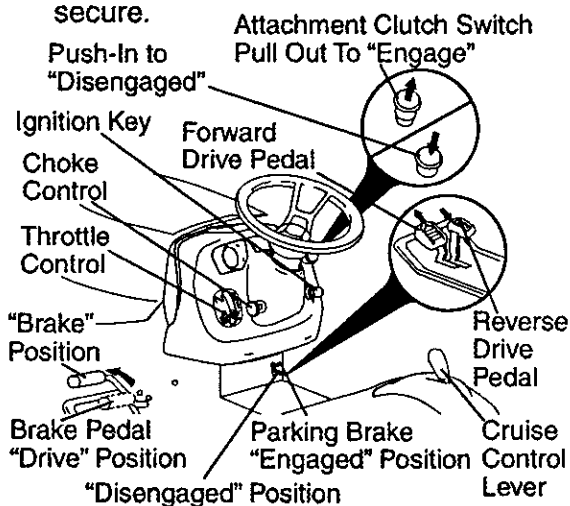 secure.
Attachment Clutch Switch
Pull Out To “Engage”
Push-In to
“Disengaged”
Ignition Key
Forward
Drive Pedal
Choke
Control
Throttle
Control
“Brake”
Position
Reverse
Drive
Pedal
Brake Pedal
“Drive” Position
Parking Brake
“Engaged” Position
Cruise
Control
Lever
“Disengaged” Position